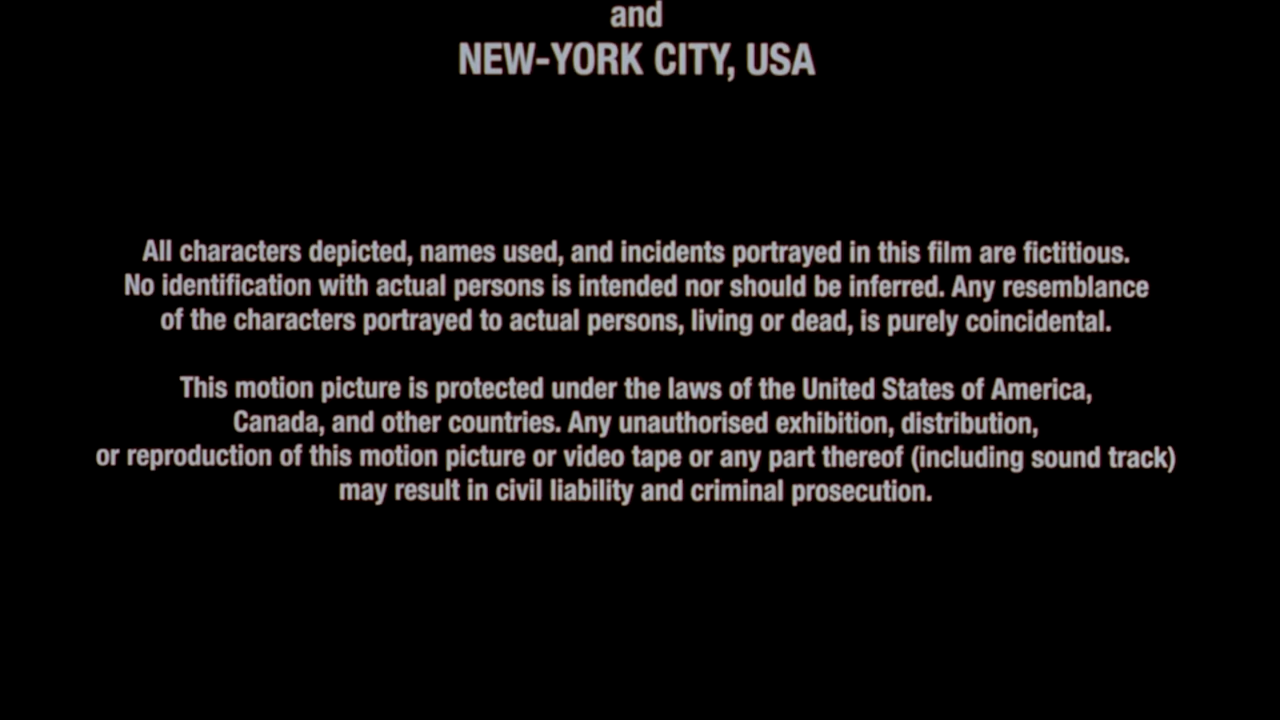 and
NEW-YORK CITY, USA
All characters depicted, names used, and incidents portrayed in this film are fictitious.
No identification with actual persons is intended nor should be inferred. Any resemblance
of the characters portrayed to actual persons, living or dead, is purely coincidental.
This motion picture is protected under the laws of the United States of America,
Canada, and other countries. Any unauthorised exhibition, distribution,
or reproduction of this motion picture or video tape or any part thereof (including sound track)
may result in civil liability and criminal prosecution.